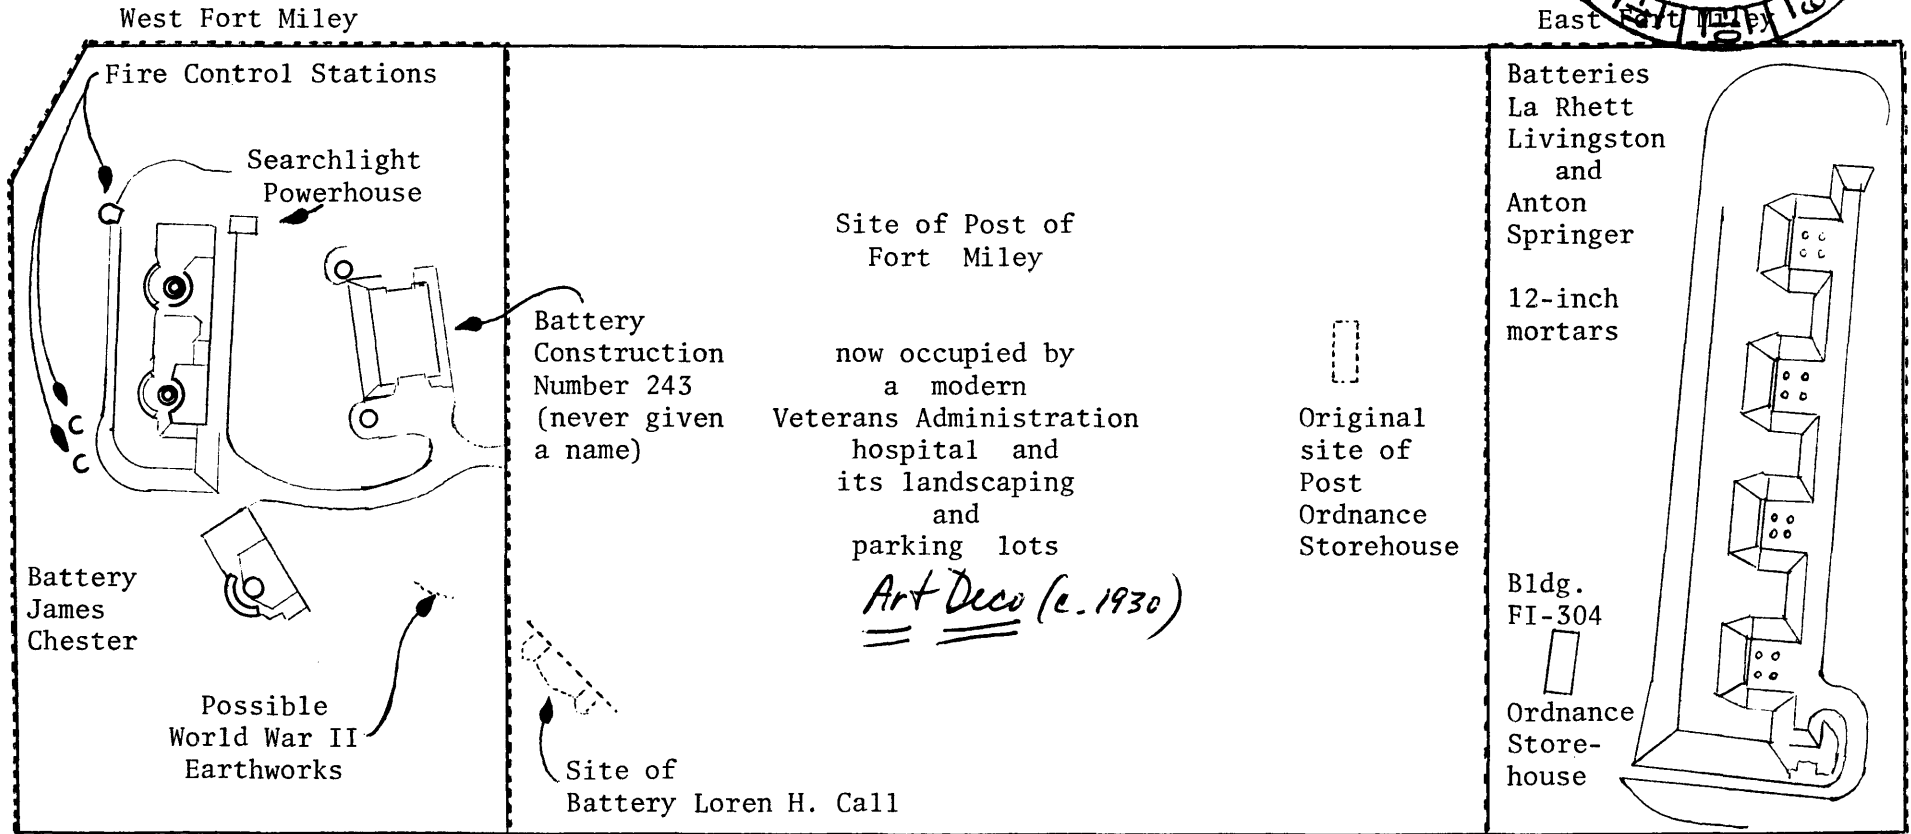 West Fort Miley
East Fort Miley
Fire Control Stations
Searchlight
Powerhouse
C
C
Battery
James
Chester
Possible
World War II
Earthworks
Battery
Construction
Number 243
(never given
a name)
Site of
Battery Loren H. Call
Site of Post of
Fort Miley
now occupied by
a modern
Veterans Administration
hospital and
its landscaping
and
parking lots
Art Deco (c. 1930)
Original
site of
Post
Ordnance
Storehouse
Batteries
La Rhett
Livingston
and
Anton
Springer
12-inch
mortars
Bldg.
FI-304
Ordnance
Store-
house